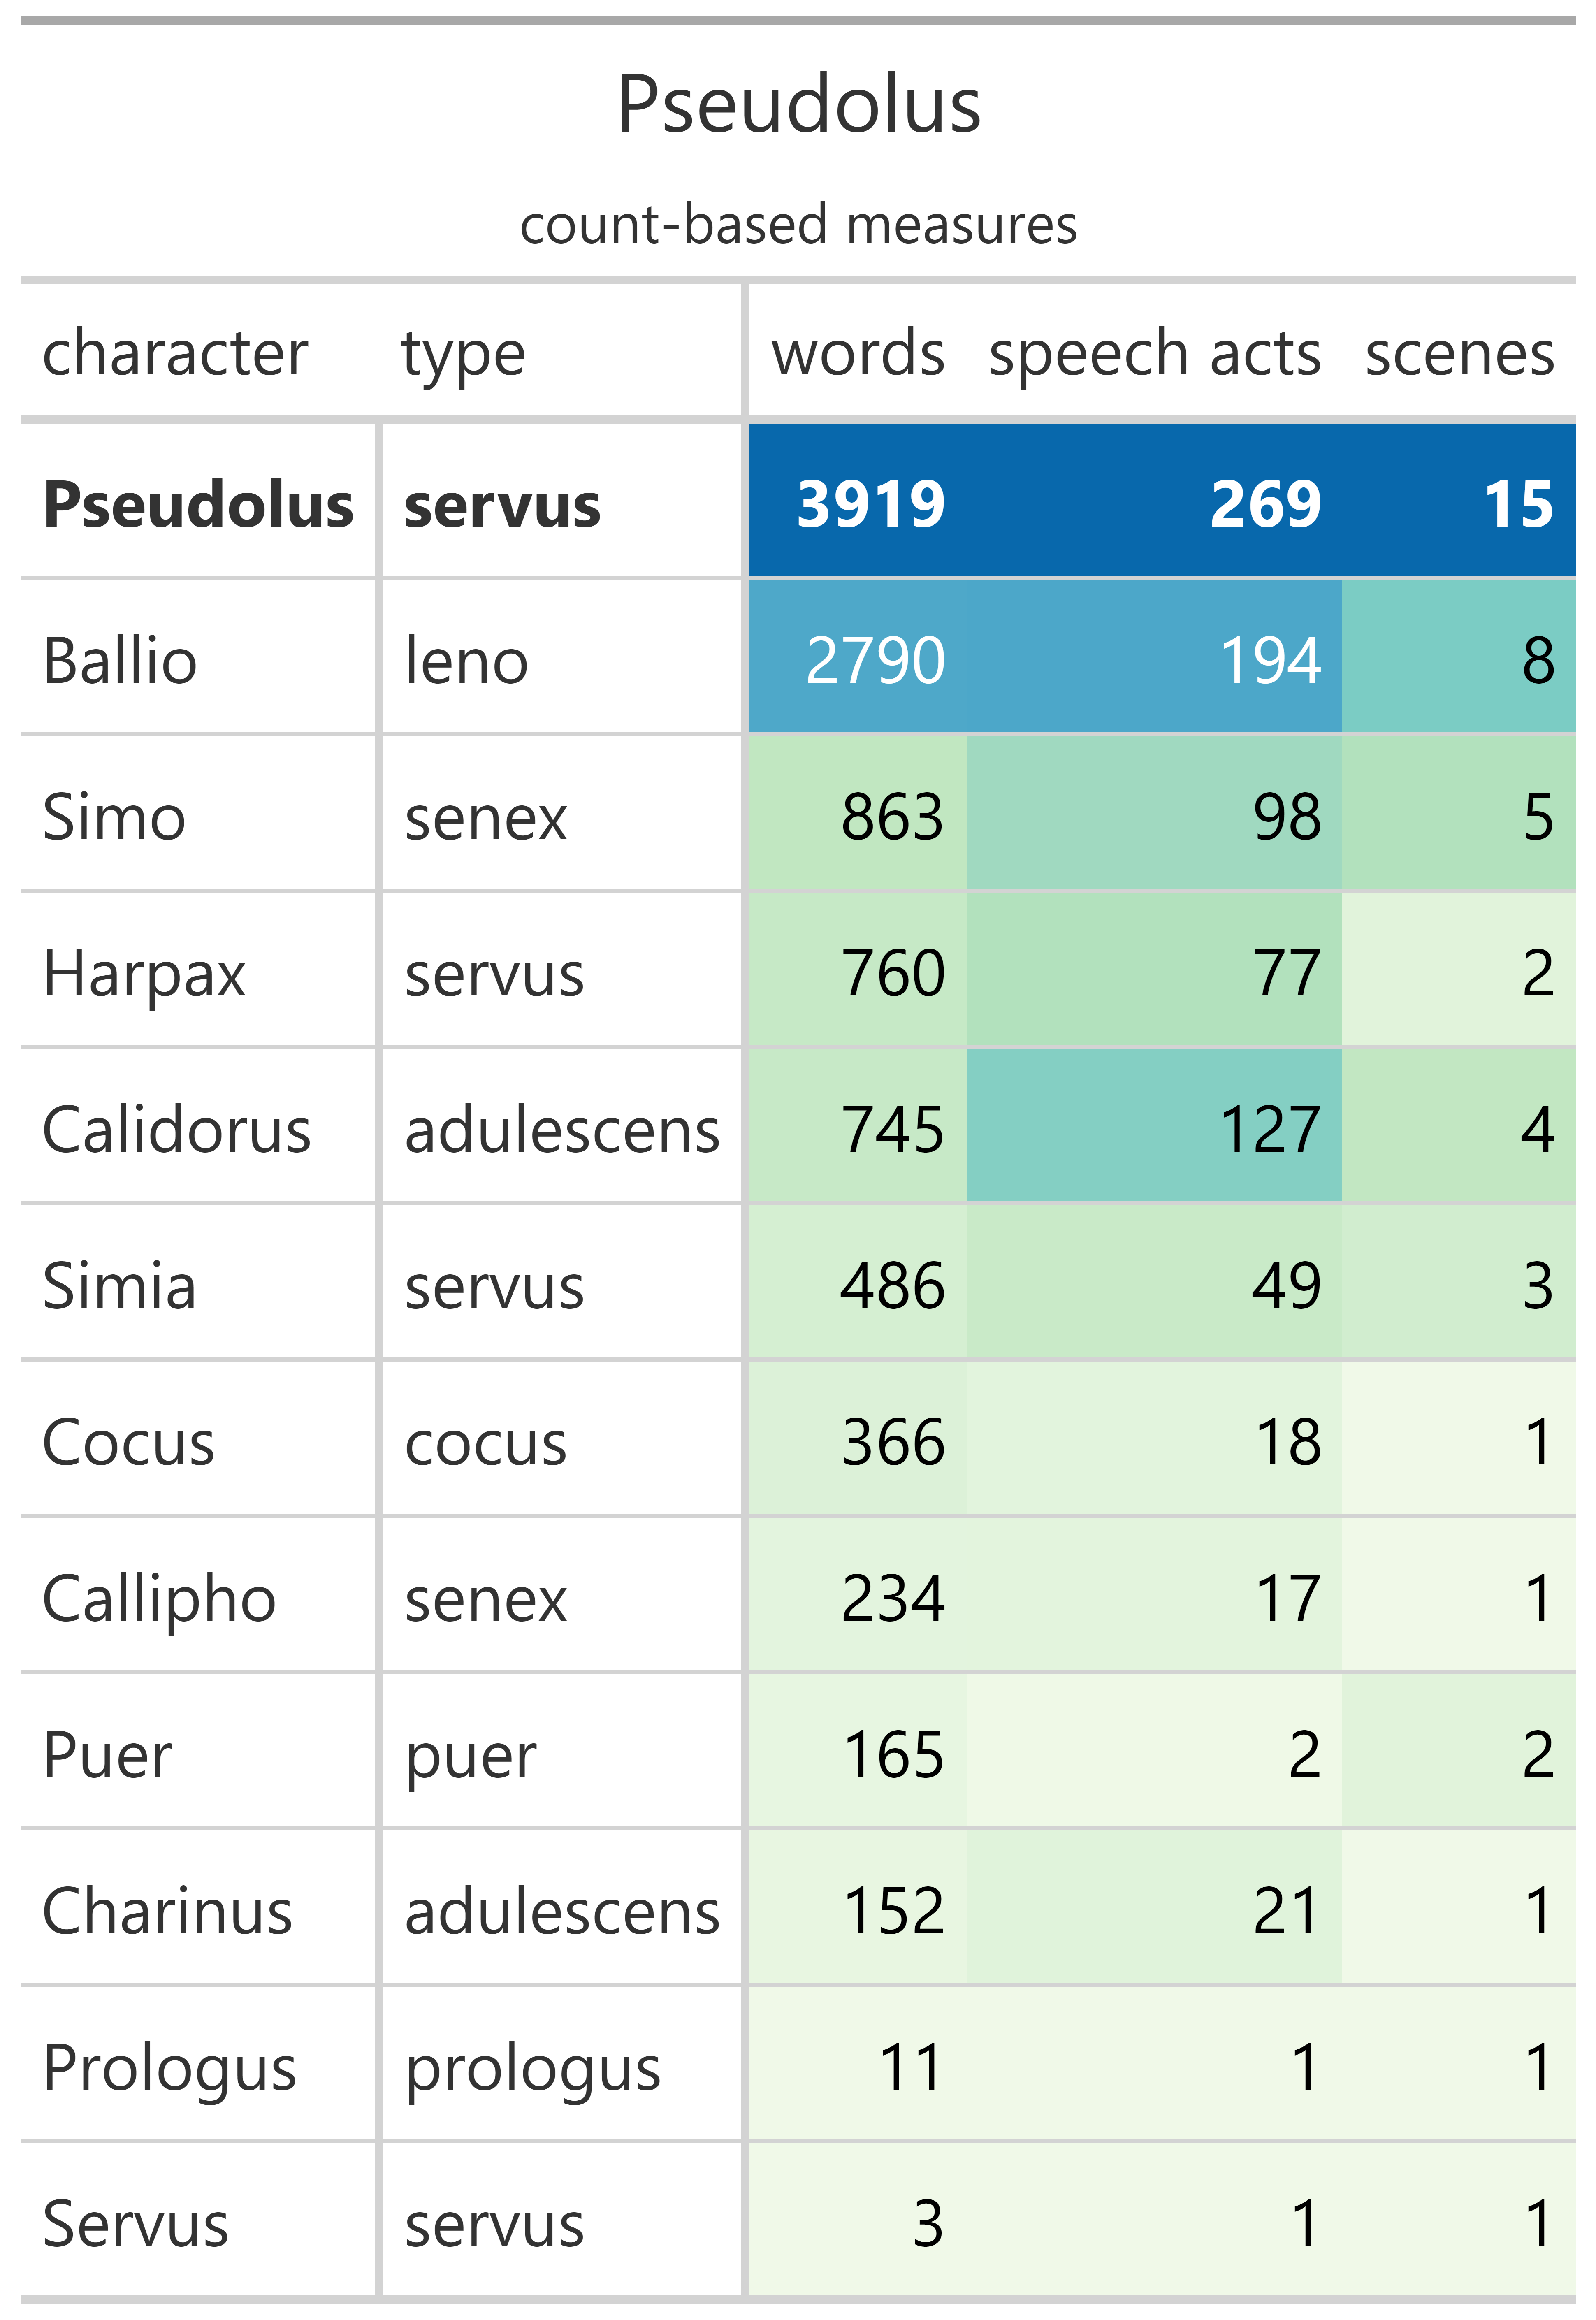 Pseudolus
count-based measures
character type words speech acts scenes
Pseudolus servus 3919 269 15
Ballio leno 2790 194 8
Simo senex 863 98 5
Harpax servus 760 77 2
Calidorus adulescens 745 127 4
Simia servus 486 49 3
Cocus cocus 366 18 1
Callipho senex 234 17 1
Puer puer 165 2 2
Charinus adulescens 152 21 1
Prologus prologus 11 1 1
Servus servus 3 1 1